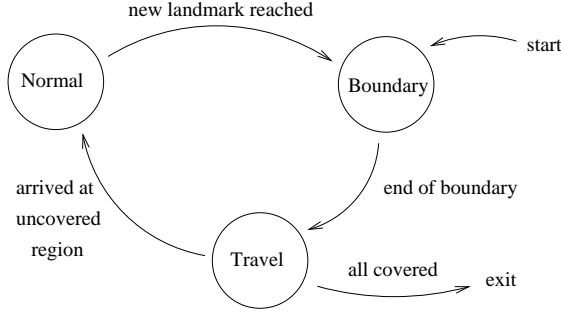 new landmark reached
start
Normal
Boundary
arrived at
uncovered
region
end of boundary
Travel
all covered
exit